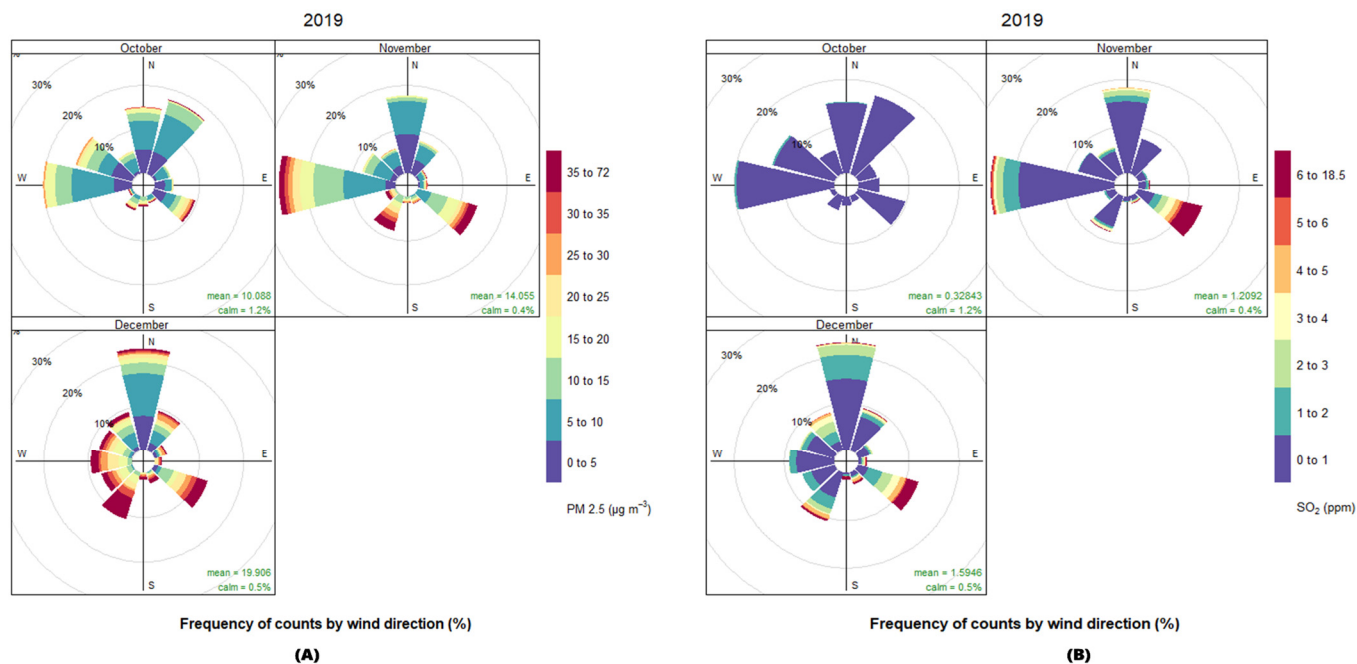 2019
October
November
%
N
N
30%
30%
20%
20%
10%
10%
W
E
W
E
S
S
mean = 10.088
calm = 1.2%
mean = 14.055
calm = 0.4%
December
%
N
30%
20%
10%
W
E
S
mean = 19.906
calm = 0.5%
35 to 72
30 to 35
25 to 30
20 to 25
15 to 20
10 to 15
5 to 10
0 to 5
PM 2.5 (µg m⁻³)
Frequency of counts by wind direction (%)
(A)
2019
October
November
%
N
N
30%
30%
20%
20%
10%
10%
W
E
W
E
S
S
mean = 0.32843
calm = 1.2%
mean = 1.2092
calm = 0.4%
December
%
N
30%
20%
10%
W
E
S
mean = 1.5946
calm = 0.5%
6 to 18.5
5 to 6
4 to 5
3 to 4
2 to 3
1 to 2
0 to 1
SO₂ (ppm)
Frequency of counts by wind direction (%)
(B)